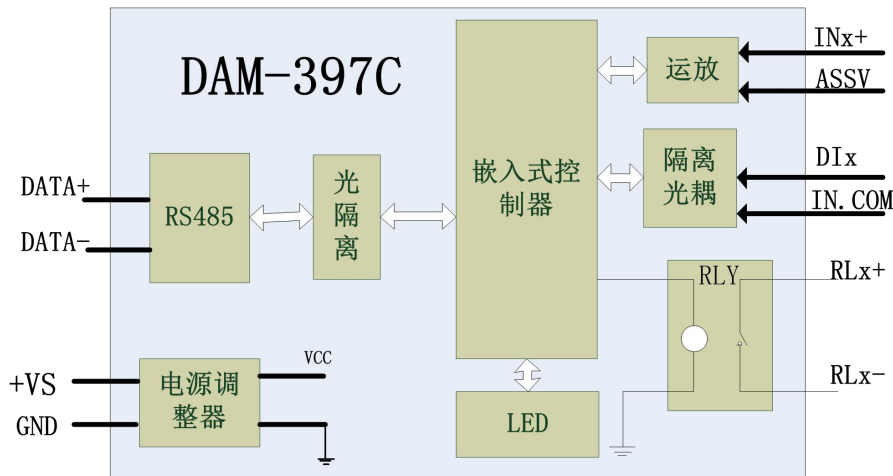 DAM-397C
INx+
运放
ASSV
DATA+
DATA-
RS485
光
隔
离
嵌入式控
制器
隔离
光耦
DIx
IN.COM
RLY
RLx+
RLx-
+VS
GND
电源调
整器
VCC
LED